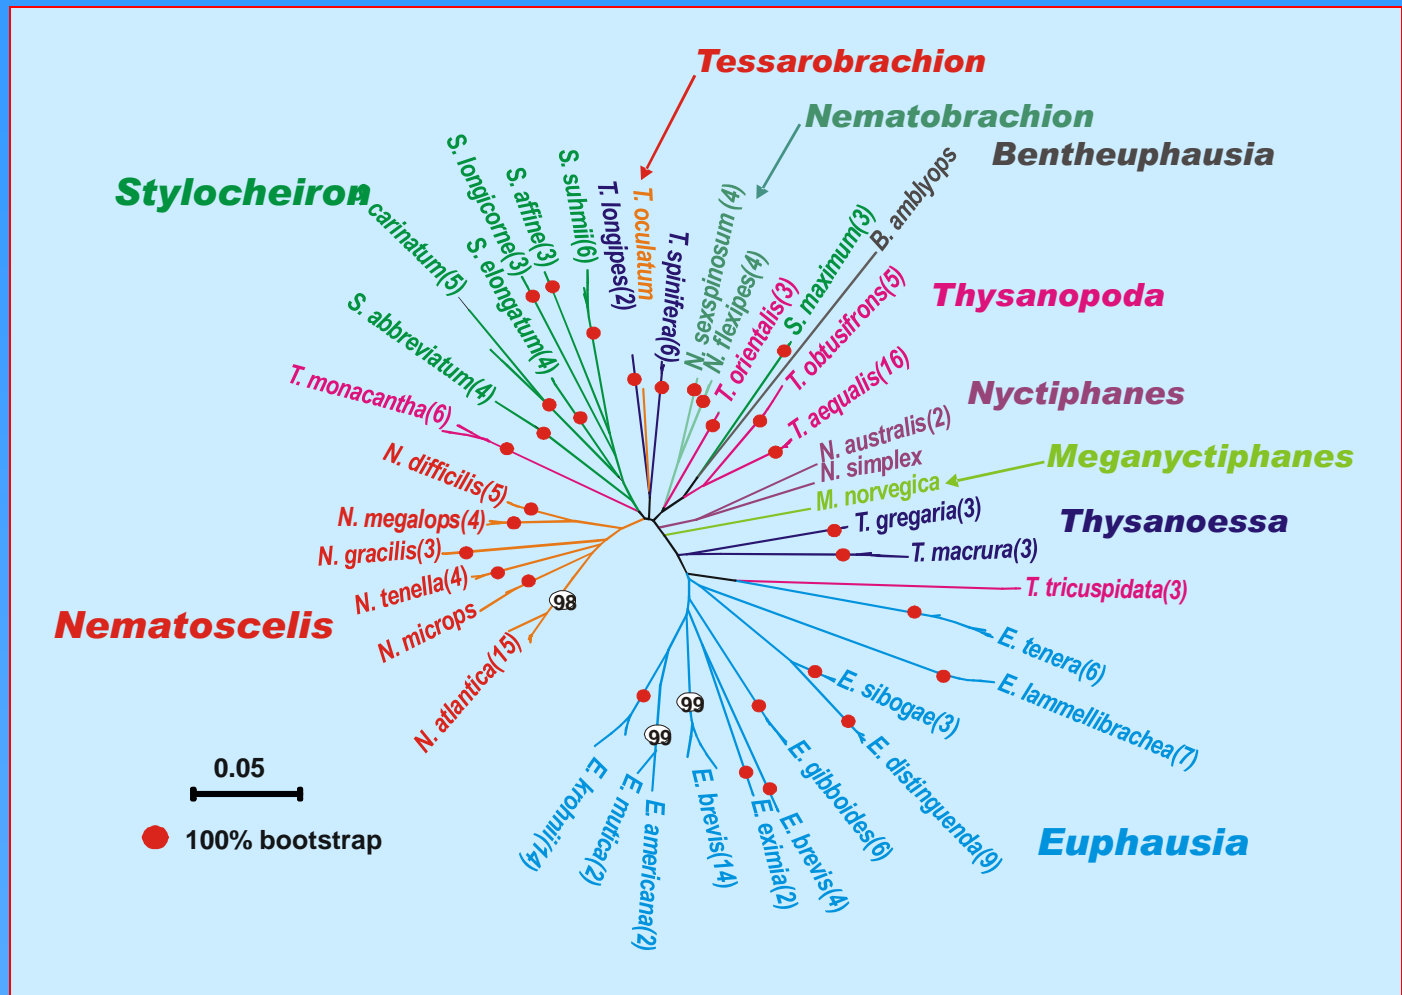 Tessarobrachion
Nematobrachion
Bentheuphausia
Stylocheiron
Thysanopoda
Nyctiphanes
Meganyctiphanes
Thysanoessa
Nematoscelis
Euphausia
N. atlantica(15)
N. microps
N. tenella(4)
N. gracilis(3)
N. megalops(4)
N. difficilis(5)
T. monacantha(6)
S. abbreviatum(4)
carinatum(5)
S. elongatum(4)
S. longicorne(3)
S. affine(3)
S. suhmii(6)
T. longipes(2)
T. oculatum
T. spinifera(6)
N. sexspinosum (4)
N. flexipes(4)
T. orientalis(3)
S. maximum(3)
B. amblyops
T. obtusifrons(5)
T. aequalis(16)
N. australis(2)
N. simplex
M. norvegica
T. gregaria(3)
T. macrura(3)
T. tricuspidata(3)
E. tenera(6)
E. lammellibrachea(7)
E. sibogae(3)
E. distinguenda(9)
E. gibboides(6)
E. brevis(4)
E. eximia(2)
E. brevis(14)
E. americana(2)
E. mutica(2)
E. krohnii(14)
98
99
99
0.05
100% bootstrap